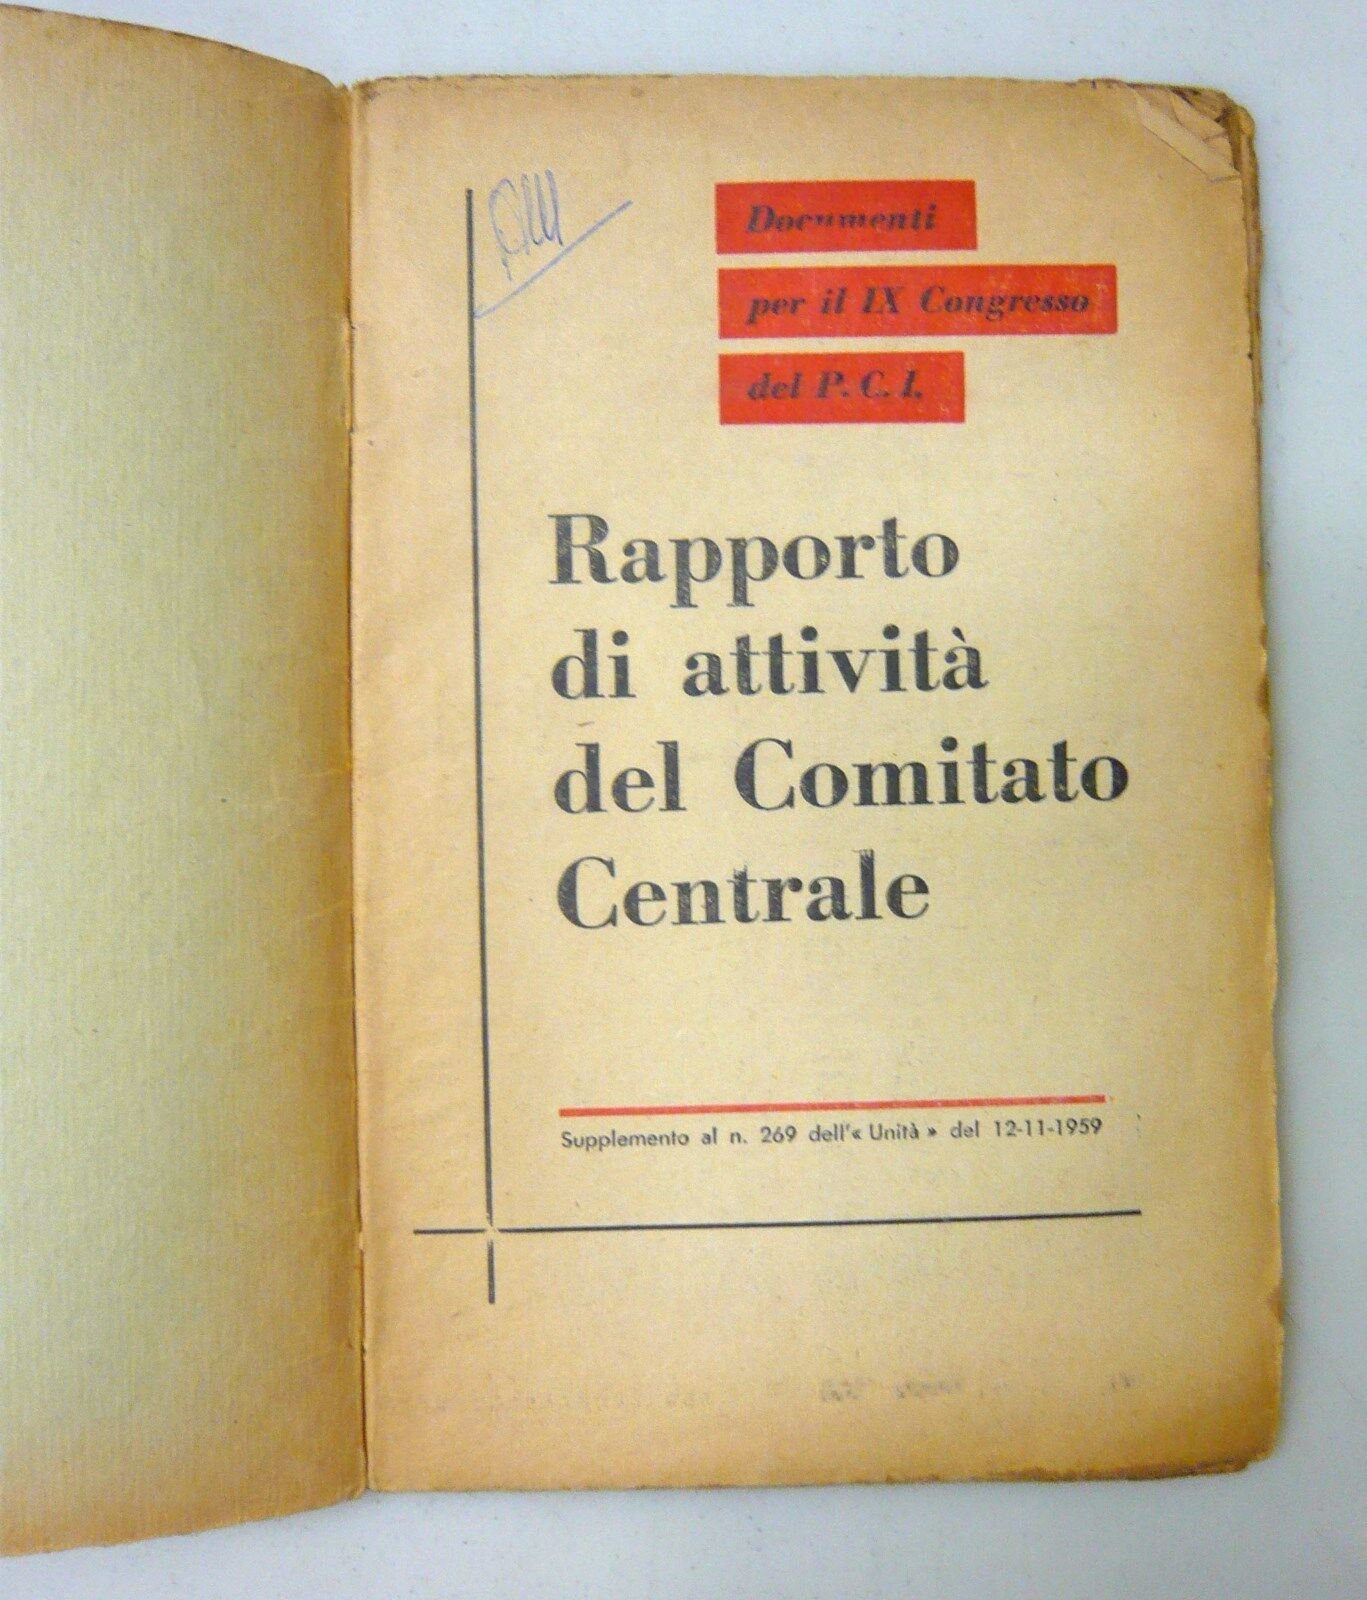 Documenti
per il IX Congresso
del P. C. I.
Rapporto
di attività
del Comitato
Centrale
Supplemento al n. 269 dell'« Unità » del 12-11-1959